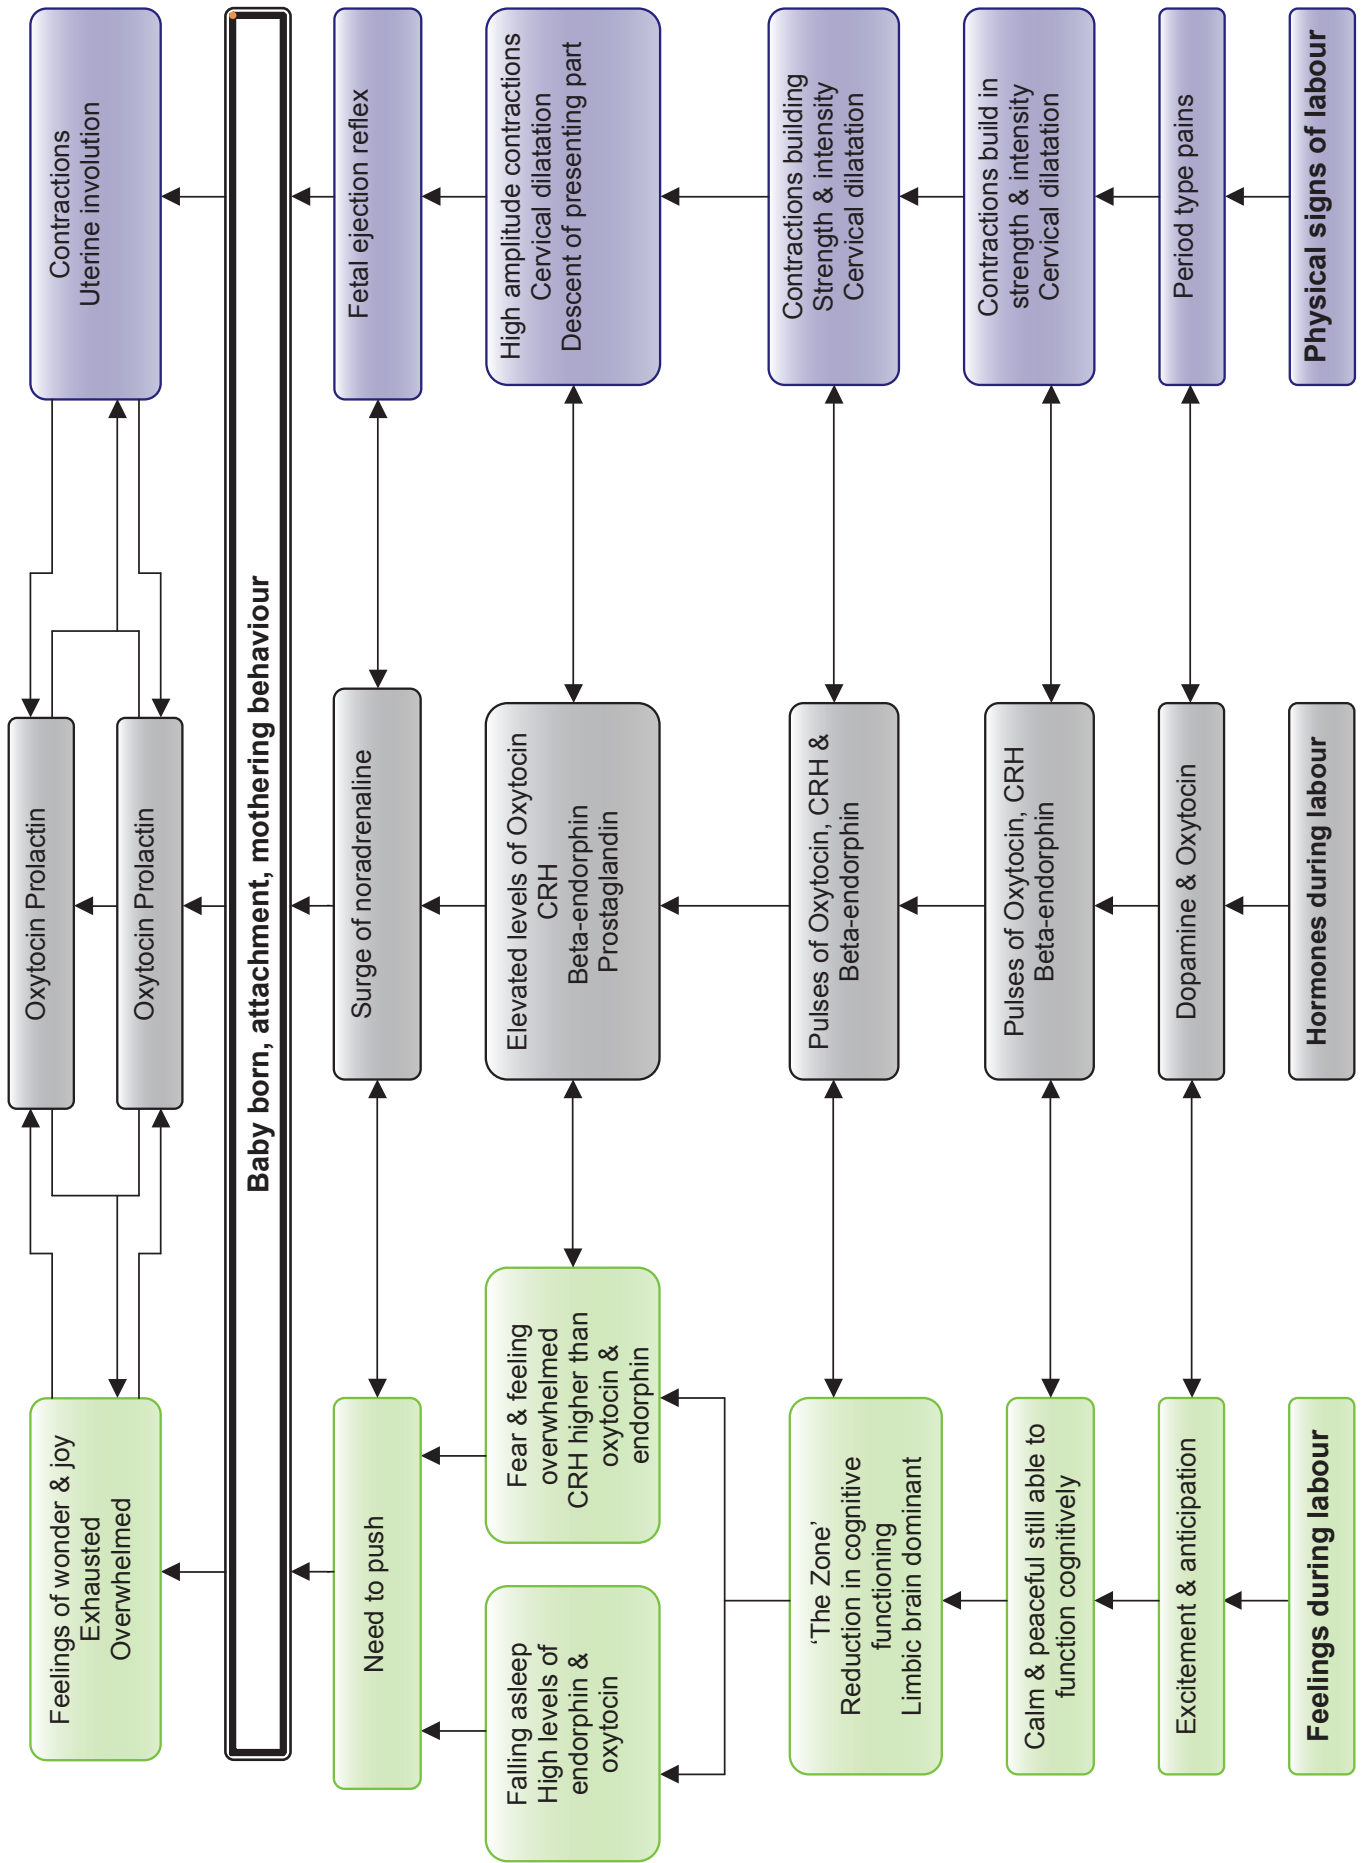 Feelings during labour
Excitement & anticipation
Calm & peaceful still able to
function cognitively
‘The Zone’
Reduction in cognitive
functioning
Limbic brain dominant
Falling asleep
High levels of
endorphin &
oxytocin
Fear & feeling
overwhelmed
CRH higher than
oxytocin &
endorphin
Need to push
Feelings of wonder & joy
Exhausted
Overwhelmed
Hormones during labour
Dopamine & Oxytocin
Pulses of Oxytocin, CRH
Beta-endorphin
Pulses of Oxytocin, CRH &
Beta-endorphin
Elevated levels of Oxytocin
CRH
Beta-endorphin
Prostaglandin
Surge of noradrenaline
Baby born, attachment, mothering behaviour
Oxytocin Prolactin
Oxytocin Prolactin
Physical signs of labour
Period type pains
Contractions build in
strength & intensity
Cervical dilatation
Contractions building
Strength & intensity
Cervical dilatation
High amplitude contractions
Cervical dilatation
Descent of presenting part
Fetal ejection reflex
Contractions
Uterine involution